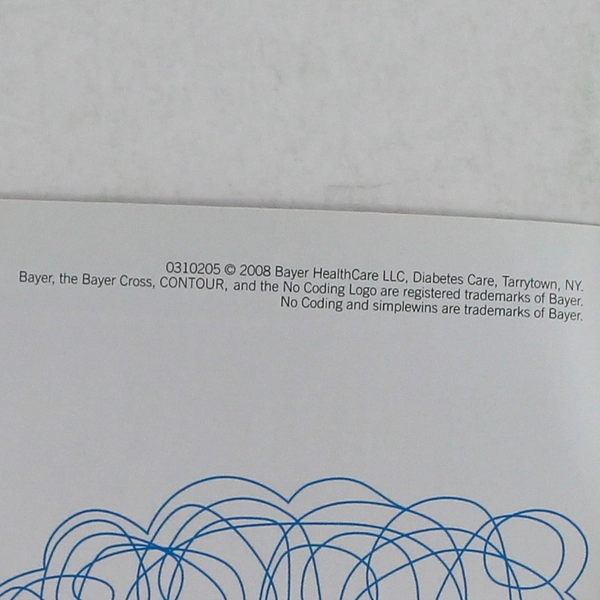 0310205 © 2008 Bayer HealthCare LLC, Diabetes Care, Tarrytown, NY.
Bayer, the Bayer Cross, CONTOUR, and the No Coding Logo are registered trademarks of Bayer.
No Coding and simplewins are trademarks of Bayer.